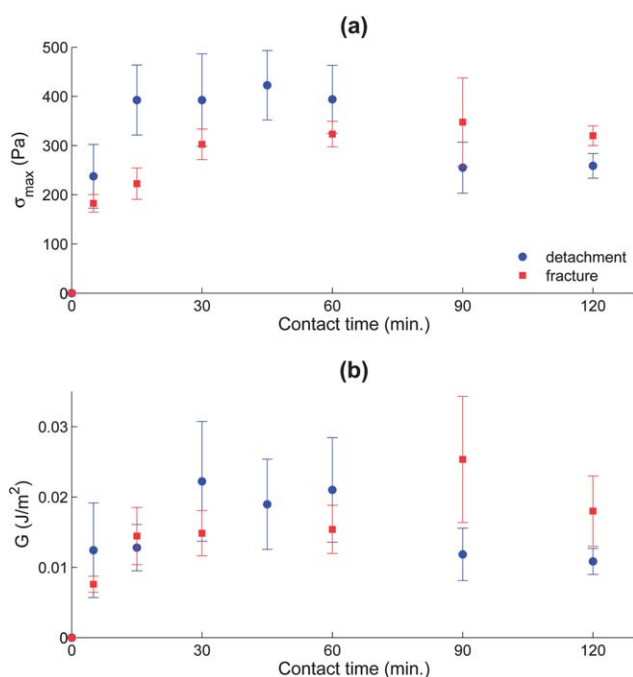 (a)
500
400
300
200
100
0
σmax (Pa)
detachment
fracture
0 30 60 90 120
Contact time (min.)
(b)
0.03
0.02
0.01
0
G (J/m²)
0 30 60 90 120
Contact time (min.)